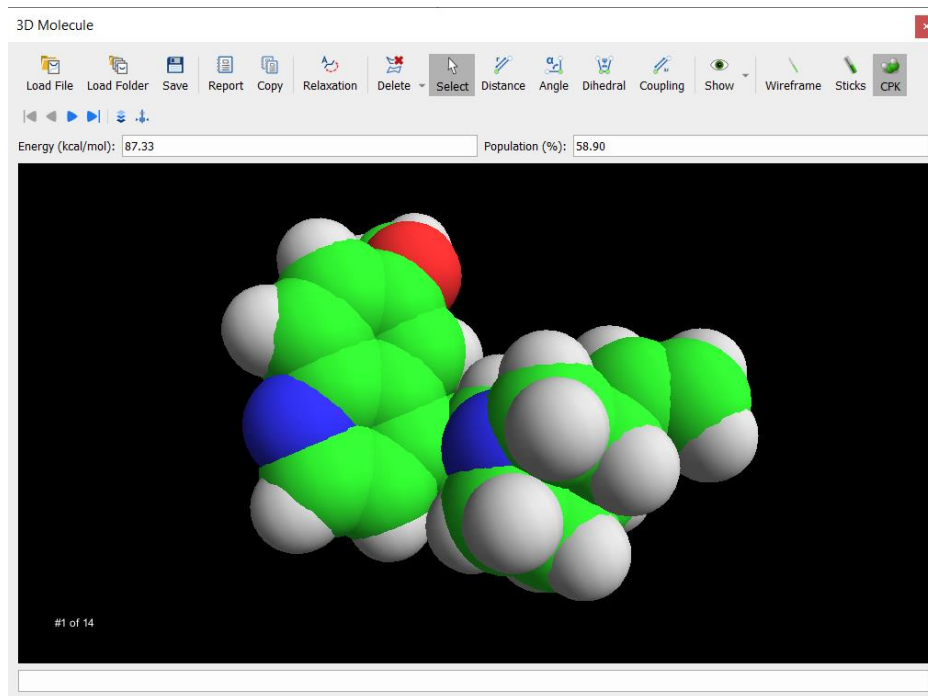 3D Molecule
Load File Load Folder Save Report Copy Relaxation Delete Select Distance Angle Dihedral Coupling Show Wireframe Sticks CPK
Energy (kcal/mol): 87.33 Population (%): 58.90
#1 of 14